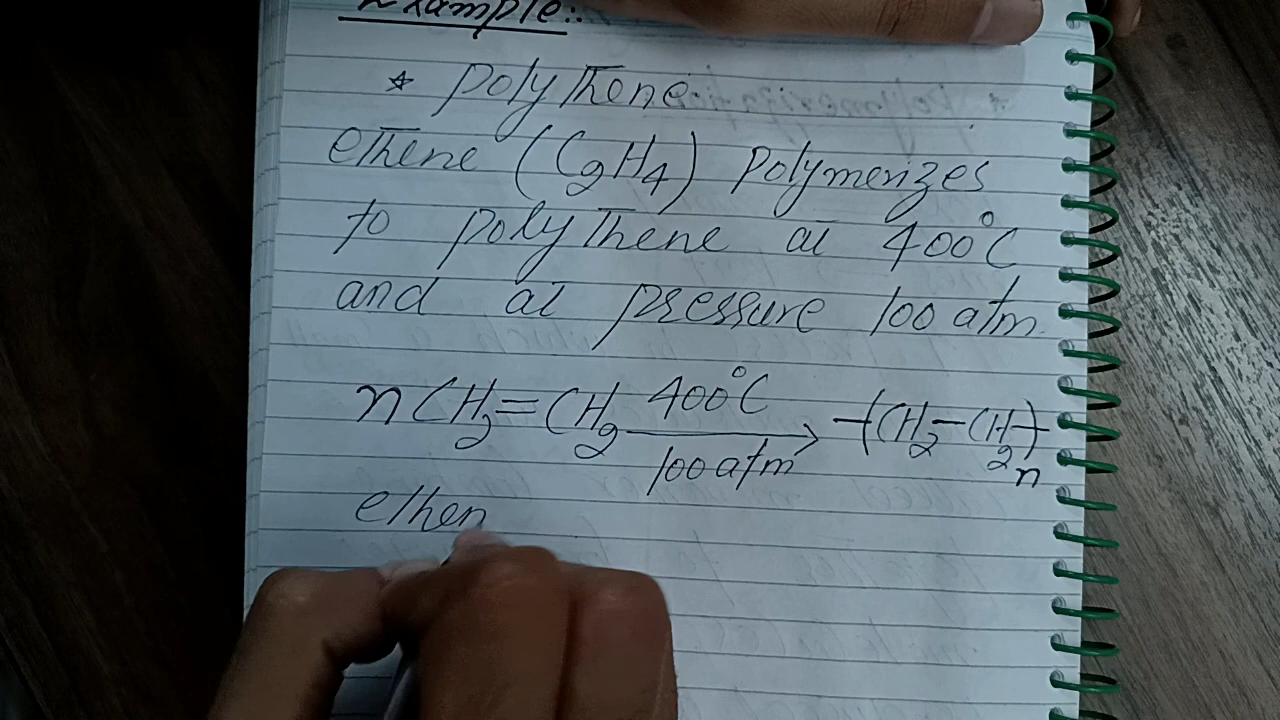 Example:
* polythene:
ethene (C2H4) polymerizes
to polythene at 400°C
and at pressure 100 atm.
nCH2=CH2 400°C / 100 atm → -(CH2-CH2)-n
ethen